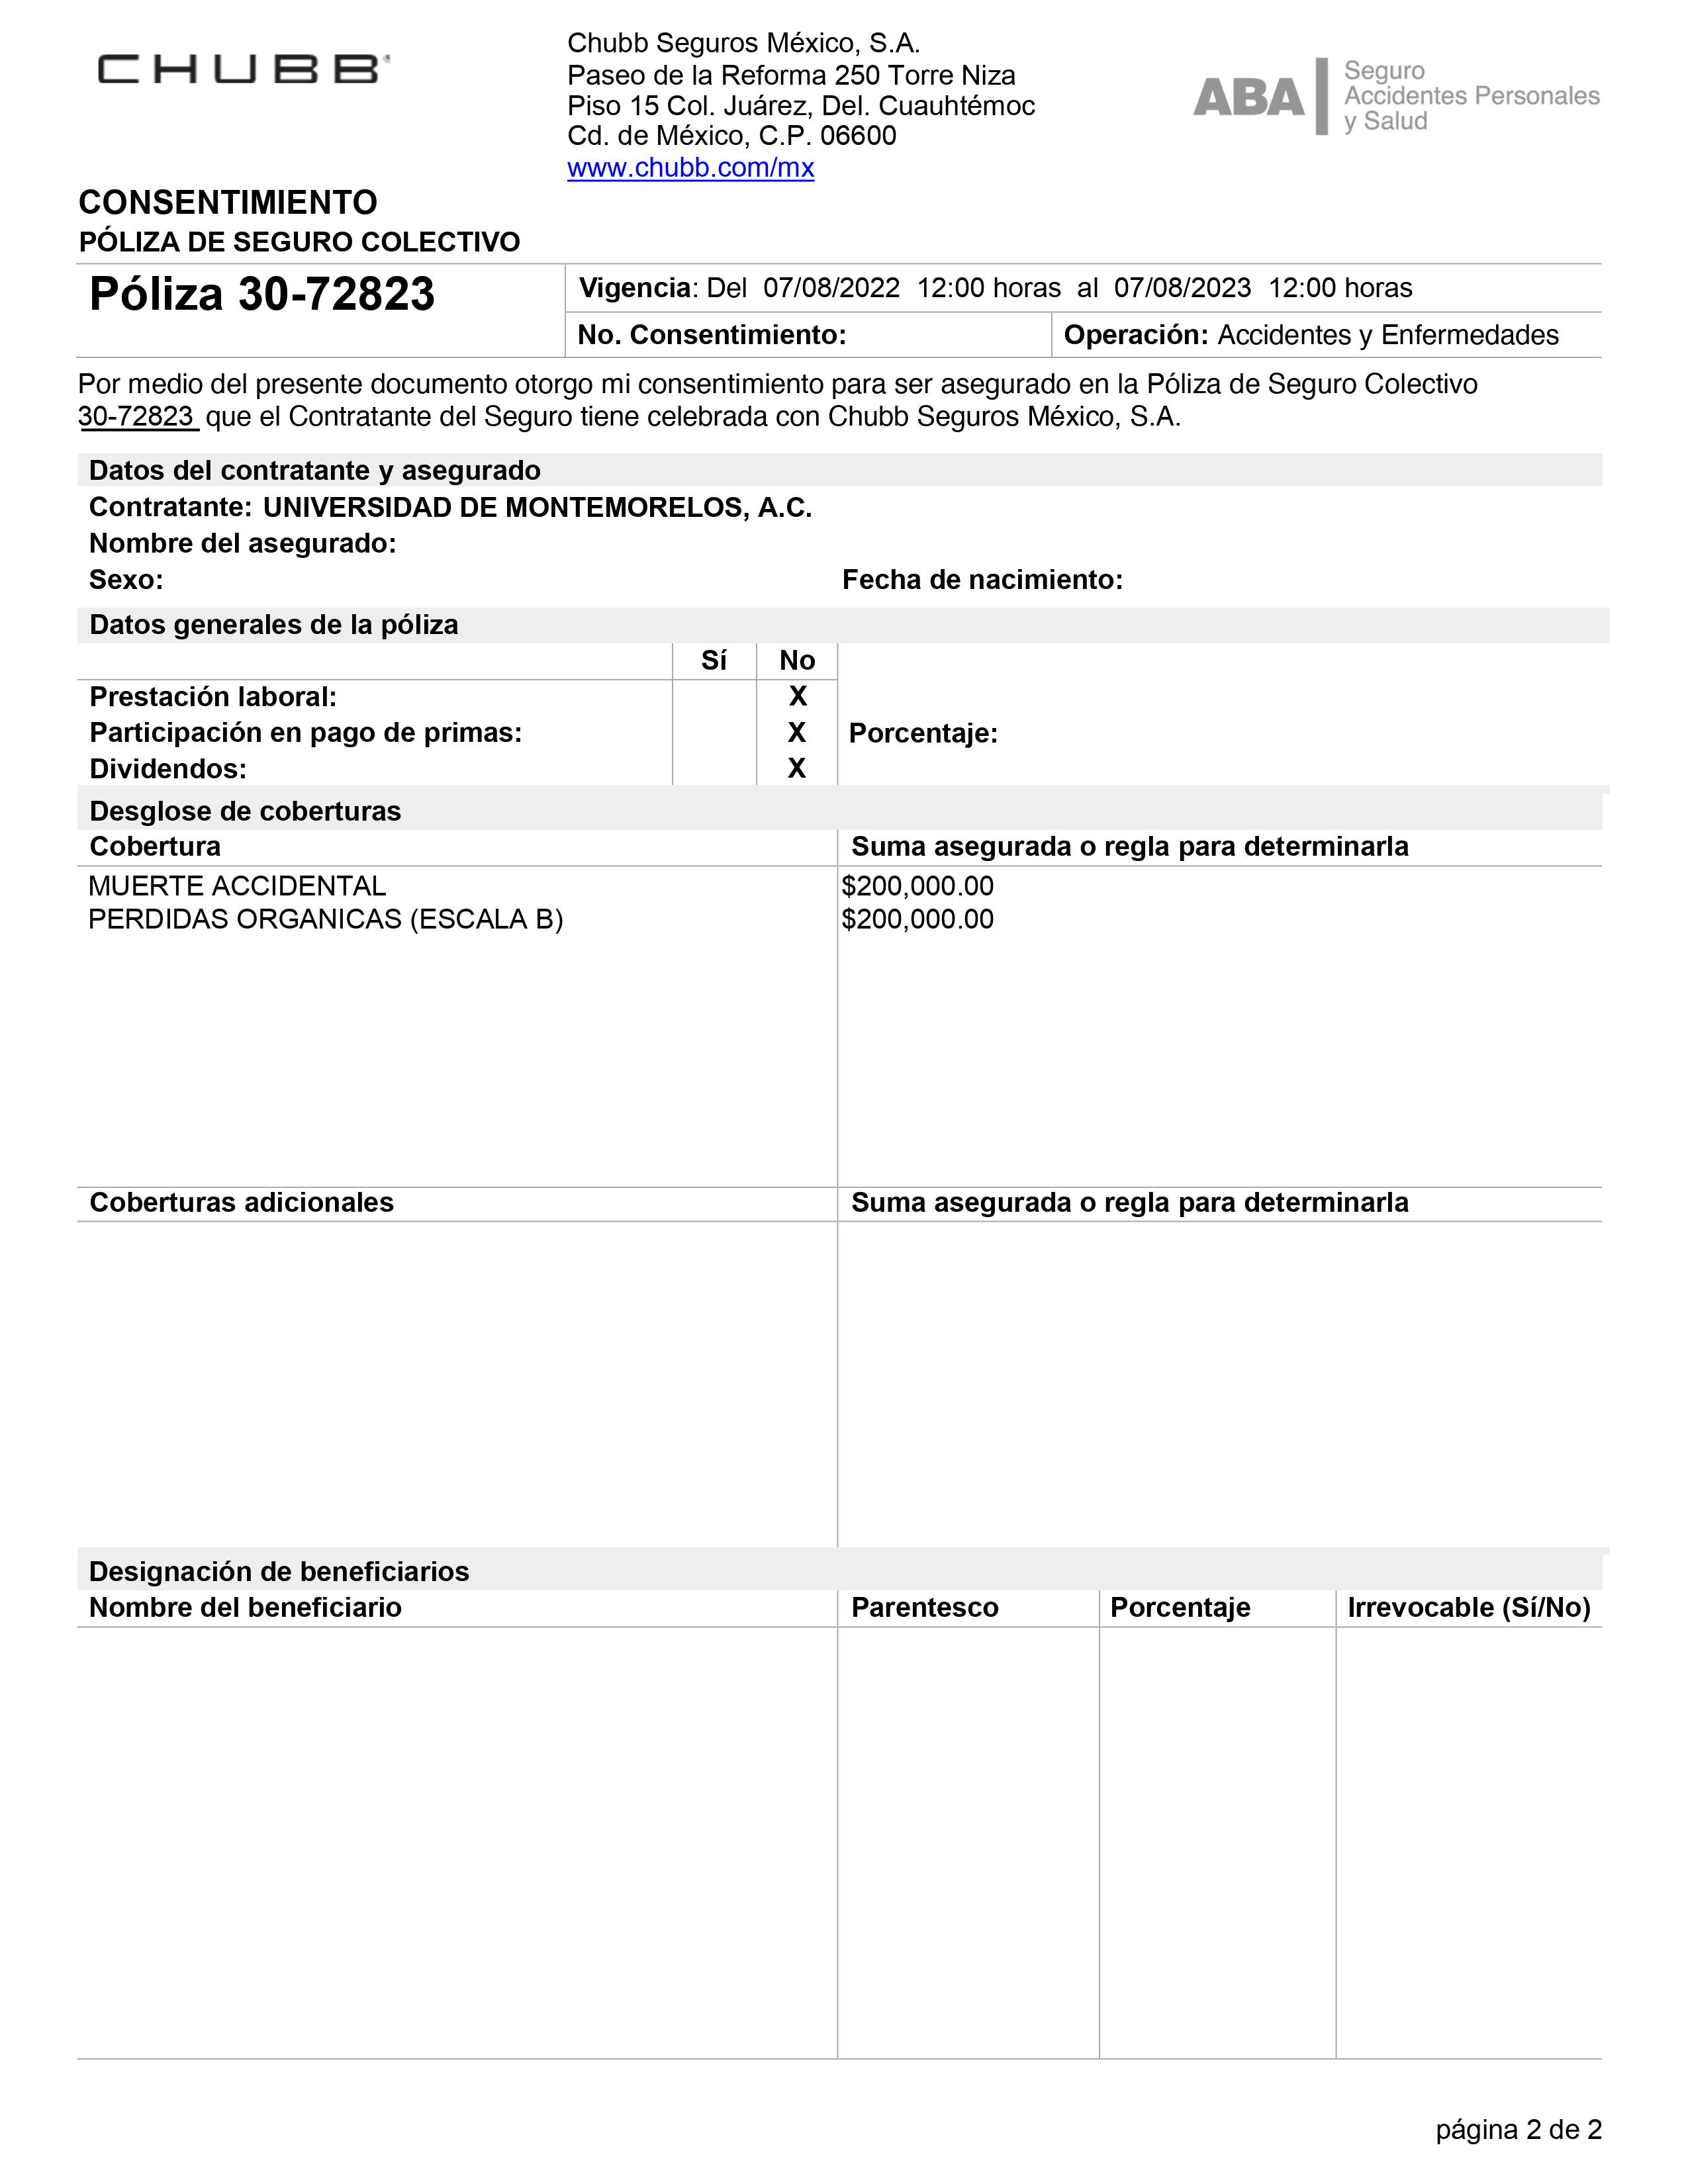 CHUBB
Chubb Seguros México, S.A.
Paseo de la Reforma 250 Torre Niza
Piso 15 Col. Juárez, Del. Cuauhtémoc
Cd. de México, C.P. 06600
www.chubb.com/mx
ABA
Seguro
Accidentes Personales
y Salud
CONSENTIMIENTO
PÓLIZA DE SEGURO COLECTIVO
Póliza 30-72823
Vigencia: Del 07/08/2022 12:00 horas al 07/08/2023 12:00 horas
No. Consentimiento: Operación: Accidentes y Enfermedades
Por medio del presente documento otorgo mi consentimiento para ser asegurado en la Póliza de Seguro Colectivo
30-72823 que el Contratante del Seguro tiene celebrada con Chubb Seguros México, S.A.
Datos del contratante y asegurado
Contratante: UNIVERSIDAD DE MONTEMORELOS, A.C.
Nombre del asegurado:
Sexo: Fecha de nacimiento:
Datos generales de la póliza
Sí No
Prestación laboral: X
Participación en pago de primas: X Porcentaje:
Dividendos: X
Desglose de coberturas
Cobertura Suma asegurada o regla para determinarla
MUERTE ACCIDENTAL $200,000.00
PERDIDAS ORGANICAS (ESCALA B) $200,000.00
Coberturas adicionales Suma asegurada o regla para determinarla
Designación de beneficiarios
Nombre del beneficiario Parentesco Porcentaje Irrevocable (Sí/No)
página 2 de 2